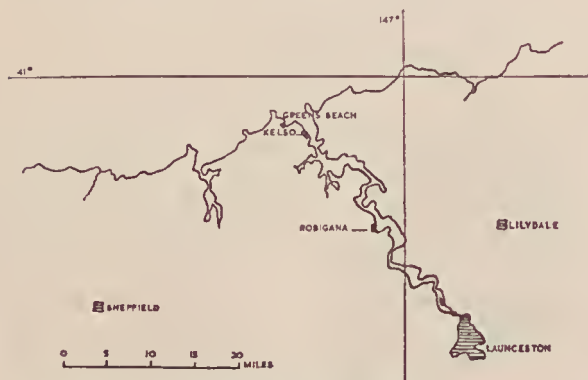 147°
41°
GREENS BEACH
KELSO
ROBIGANA
LILYDALE
SHEFFIELD
LAUNCESTON
0 5 10 15 20
MILES